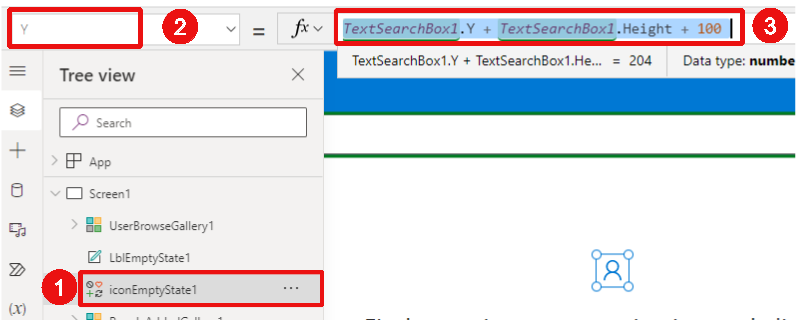 Y
2
=
fx
TextSearchBox1.Y + TextSearchBox1.Height + 100
3
TextSearchBox1.Y + TextSearchBox1.He... = 204
Data type: numbe
Tree view
Search
App
Screen1
UserBrowseGallery1
LblEmptyState1
1
iconEmptyState1
...
(x)